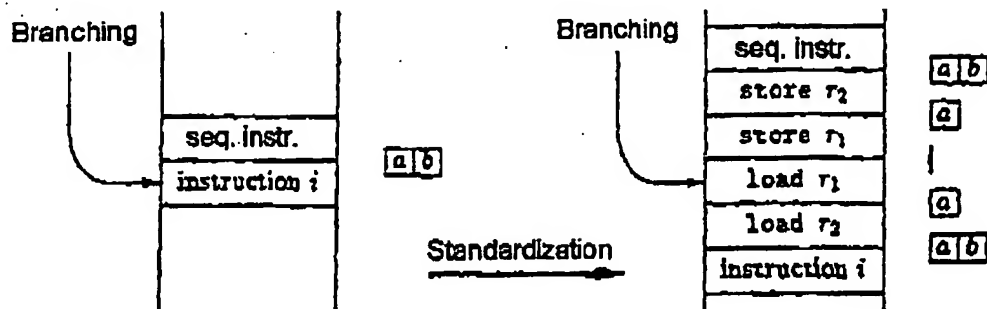 Branching
seq. instr.
instruction i
a b
Standardization
Branching
seq. instr.
store r2
store r1
load r1
load r2
instruction i
a b
a
a
a b